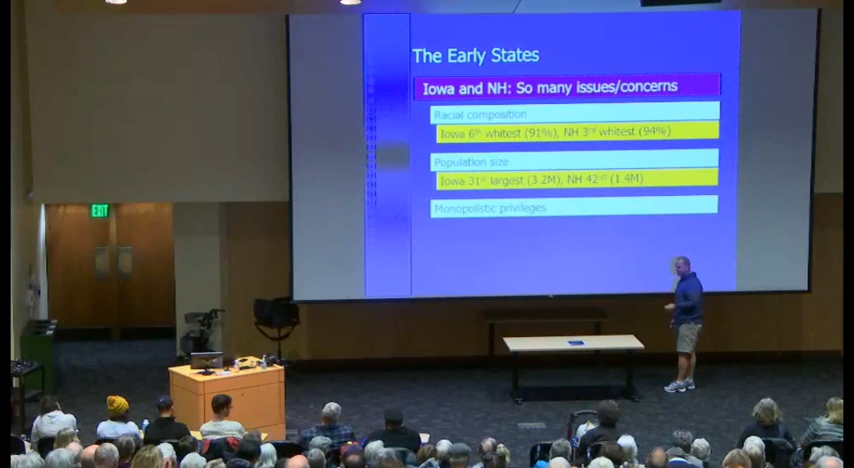 EXIT
The Early States
Iowa and NH: So many issues/concerns
Racial composition
Iowa 6th whitest (91%), NH 3rd whitest (94%)
Population size
Iowa 31st largest (3.2M), NH 42nd (1.4M)
Monopolistic privileges